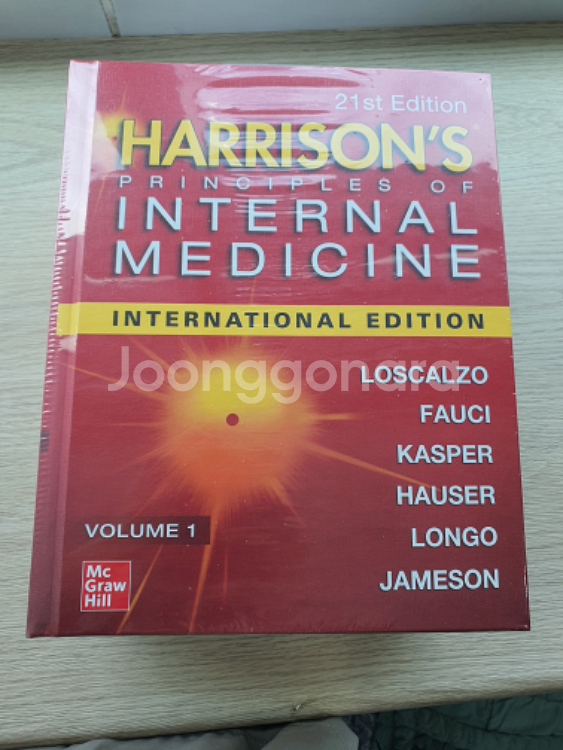 21st Edition
HARRISON'S
PRINCIPLES OF
INTERNAL
MEDICINE
INTERNATIONAL EDITION
Joonggonara
LOSCALZO
FAUCI
KASPER
HAUSER
LONGO
JAMESON
VOLUME 1
Mc
Graw
Hill